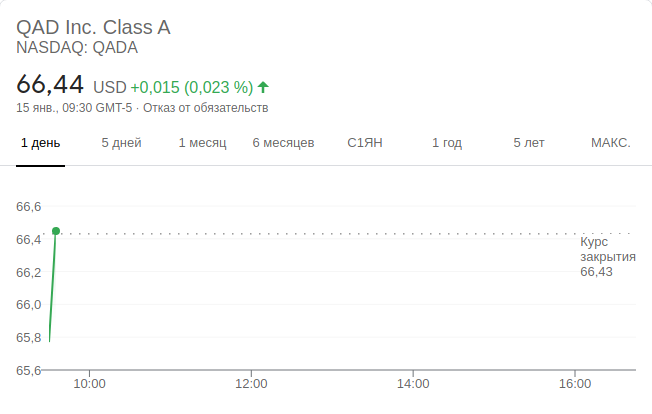 QAD Inc. Class A
NASDAQ: QADA
66,44 USD +0,015 (0,023 %)
15 янв., 09:30 GMT-5 · Отказ от обязательств
1 день 5 дней 1 месяц 6 месяцев С1ЯН 1 год 5 лет МАКС.
66,6
66,4
Курс
закрытия
66,2
66,43
66,0
65,8
65,6
10:00 12:00 14:00 16:00